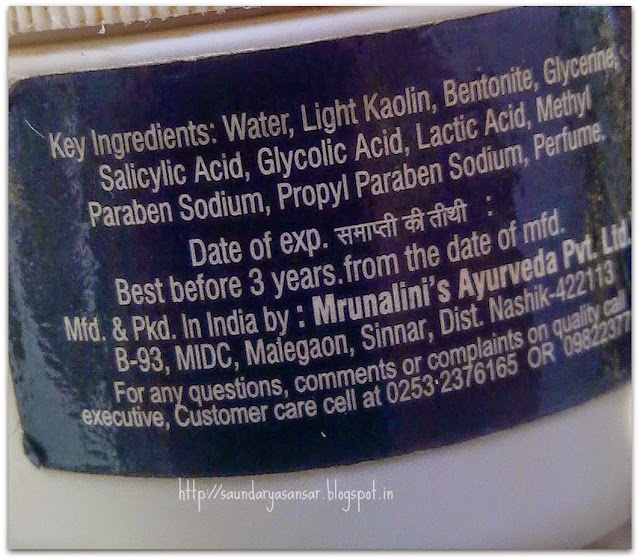 Key Ingredients: Water, Light Kaolin, Bentonite, Glycerine,
Salicylic Acid, Glycolic Acid, Lactic Acid, Methyl
Paraben Sodium, Propyl Paraben Sodium, Perfume.
Date of exp. समाप्ती की तीथी :
Best before 3 years.from the date of mfd.
Mfd. & Pkd. In India by : Mrunalini's Ayurveda Pvt. Ltd.
B-93, MIDC, Malegaon, Sinnar, Dist. Nashik-422113
For any questions, comments or complaints on quality call
executive, Customer care cell at 0253-2376165 OR
http://saundaryasansar.blogspot.in